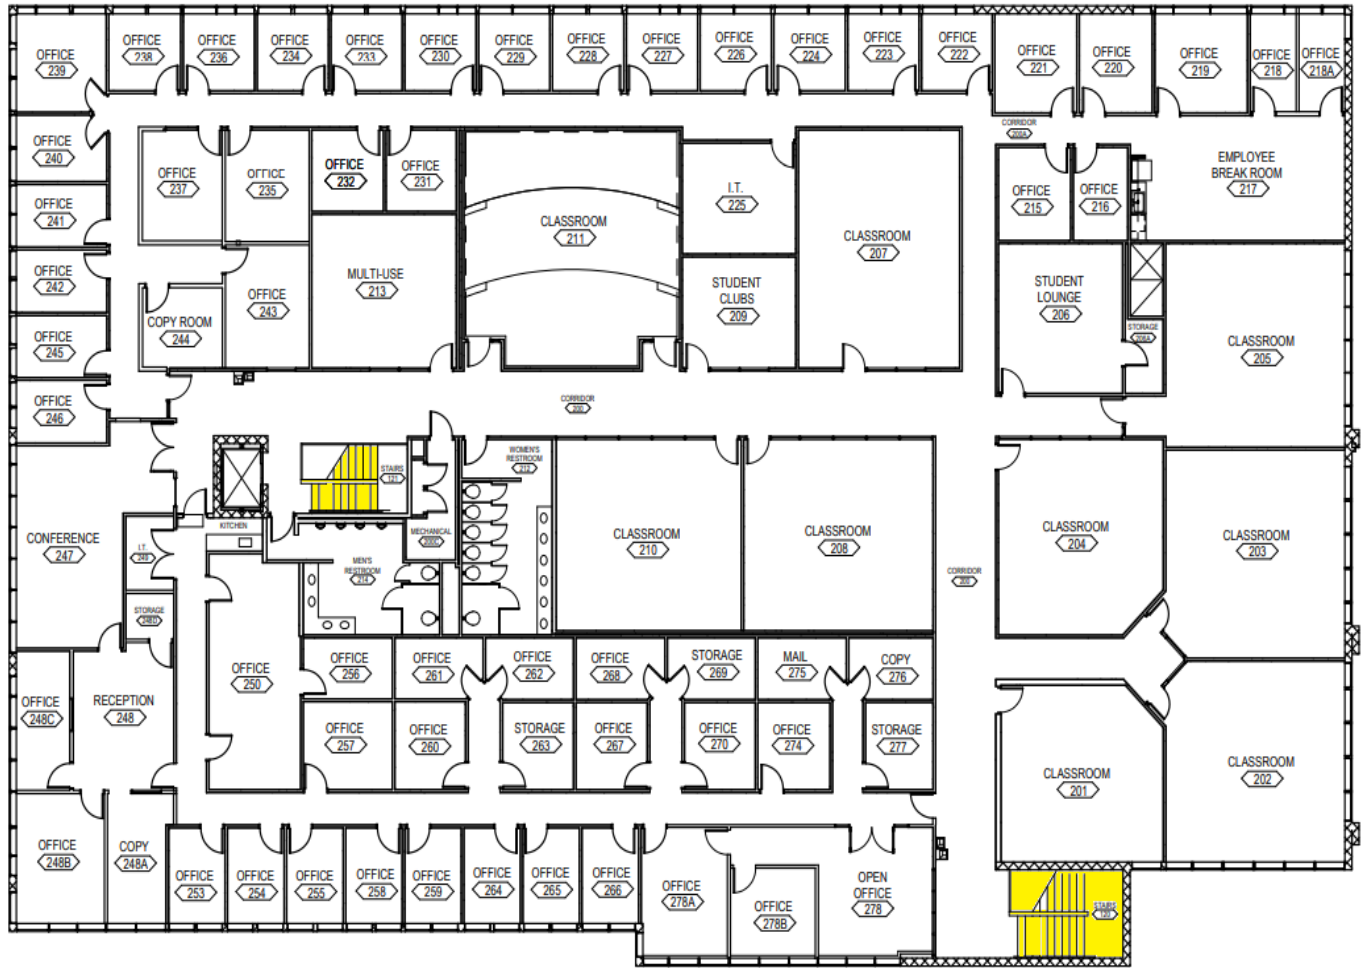 OFFICE
239
OFFICE
238
OFFICE
236
OFFICE
234
OFFICE
233
OFFICE
230
OFFICE
229
OFFICE
228
OFFICE
227
OFFICE
226
OFFICE
224
OFFICE
223
OFFICE
222
OFFICE
221
OFFICE
220
OFFICE
219
OFFICE
218
OFFICE
218A
CORRIDOR
200A
OFFICE
240
OFFICE
237
OFFICE
235
OFFICE
232
OFFICE
231
I.T.
225
OFFICE
215
OFFICE
216
EMPLOYEE
BREAK ROOM
217
OFFICE
241
CLASSROOM
211
CLASSROOM
207
OFFICE
242
OFFICE
243
MULTI-USE
213
STUDENT
CLUBS
209
STUDENT
LOUNGE
206
STORAGE
206A
CLASSROOM
205
COPY ROOM
244
OFFICE
245
OFFICE
246
CORRIDOR
200
STAIRS
121
WOMEN'S
RESTROOM
212
CONFERENCE
247
I.T.
249
KITCHEN
MECHANICAL
200C
MEN'S
RESTROOM
214
CLASSROOM
210
CLASSROOM
208
CORRIDOR
200
CLASSROOM
204
CLASSROOM
203
STORAGE
248D
OFFICE
248C
RECEPTION
248
OFFICE
250
OFFICE
256
OFFICE
261
OFFICE
262
OFFICE
268
STORAGE
269
MAIL
275
COPY
276
OFFICE
257
OFFICE
260
STORAGE
263
OFFICE
267
OFFICE
270
OFFICE
274
STORAGE
277
CLASSROOM
201
CLASSROOM
202
OFFICE
248B
COPY
248A
OFFICE
253
OFFICE
254
OFFICE
255
OFFICE
258
OFFICE
259
OFFICE
264
OFFICE
265
OFFICE
266
OFFICE
278A
OFFICE
278B
OPEN
OFFICE
278
STAIRS
120